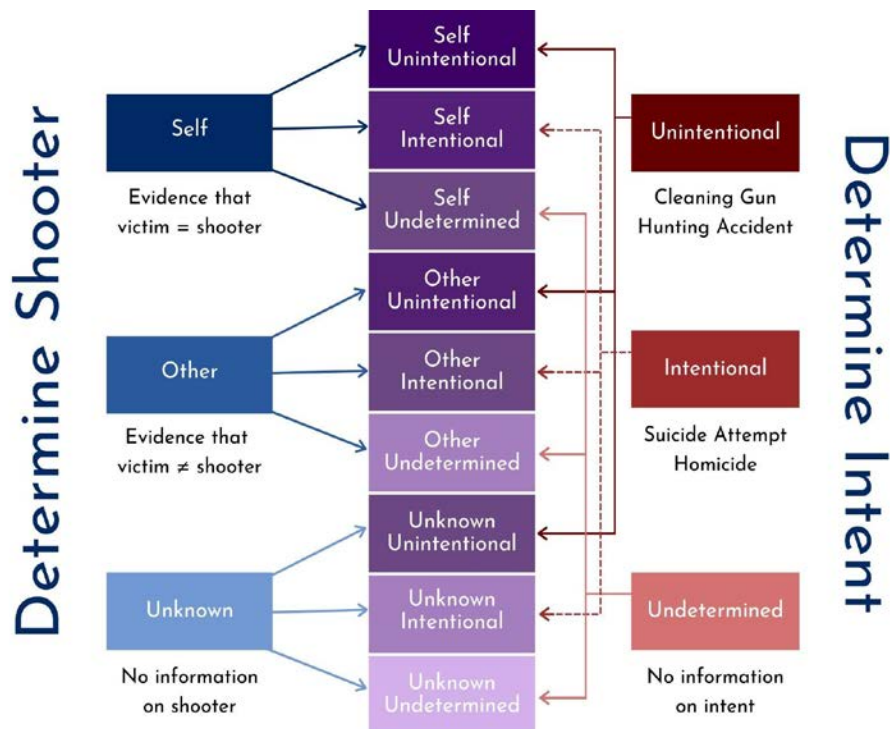 Determine Shooter
Self
Evidence that
victim = shooter
Other
Evidence that
victim ≠ shooter
Unknown
No information
on shooter
Self
Unintentional
Self
Intentional
Self
Undetermined
Other
Unintentional
Other
Intentional
Other
Undetermined
Unknown
Unintentional
Unknown
Intentional
Unknown
Undetermined
Unintentional
Cleaning Gun
Hunting Accident
Intentional
Suicide Attempt
Homicide
Undetermined
No information
on intent
Determine Intent